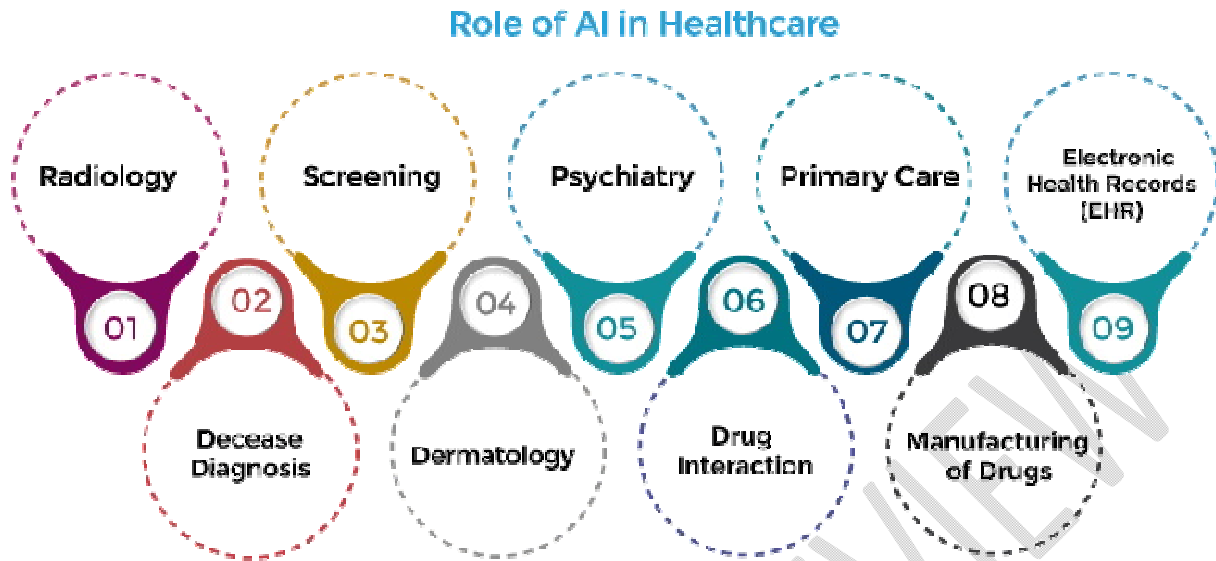 Role of AI in Healthcare
Radiology
01
02
Decease
Diagnosis
Screening
03
04
Dermatology
Psychiatry
05
06
Drug
Interaction
Primary Care
07
08
Manufacturing
of Drugs
Electronic
Health Records
(EHR)
09
VIEW